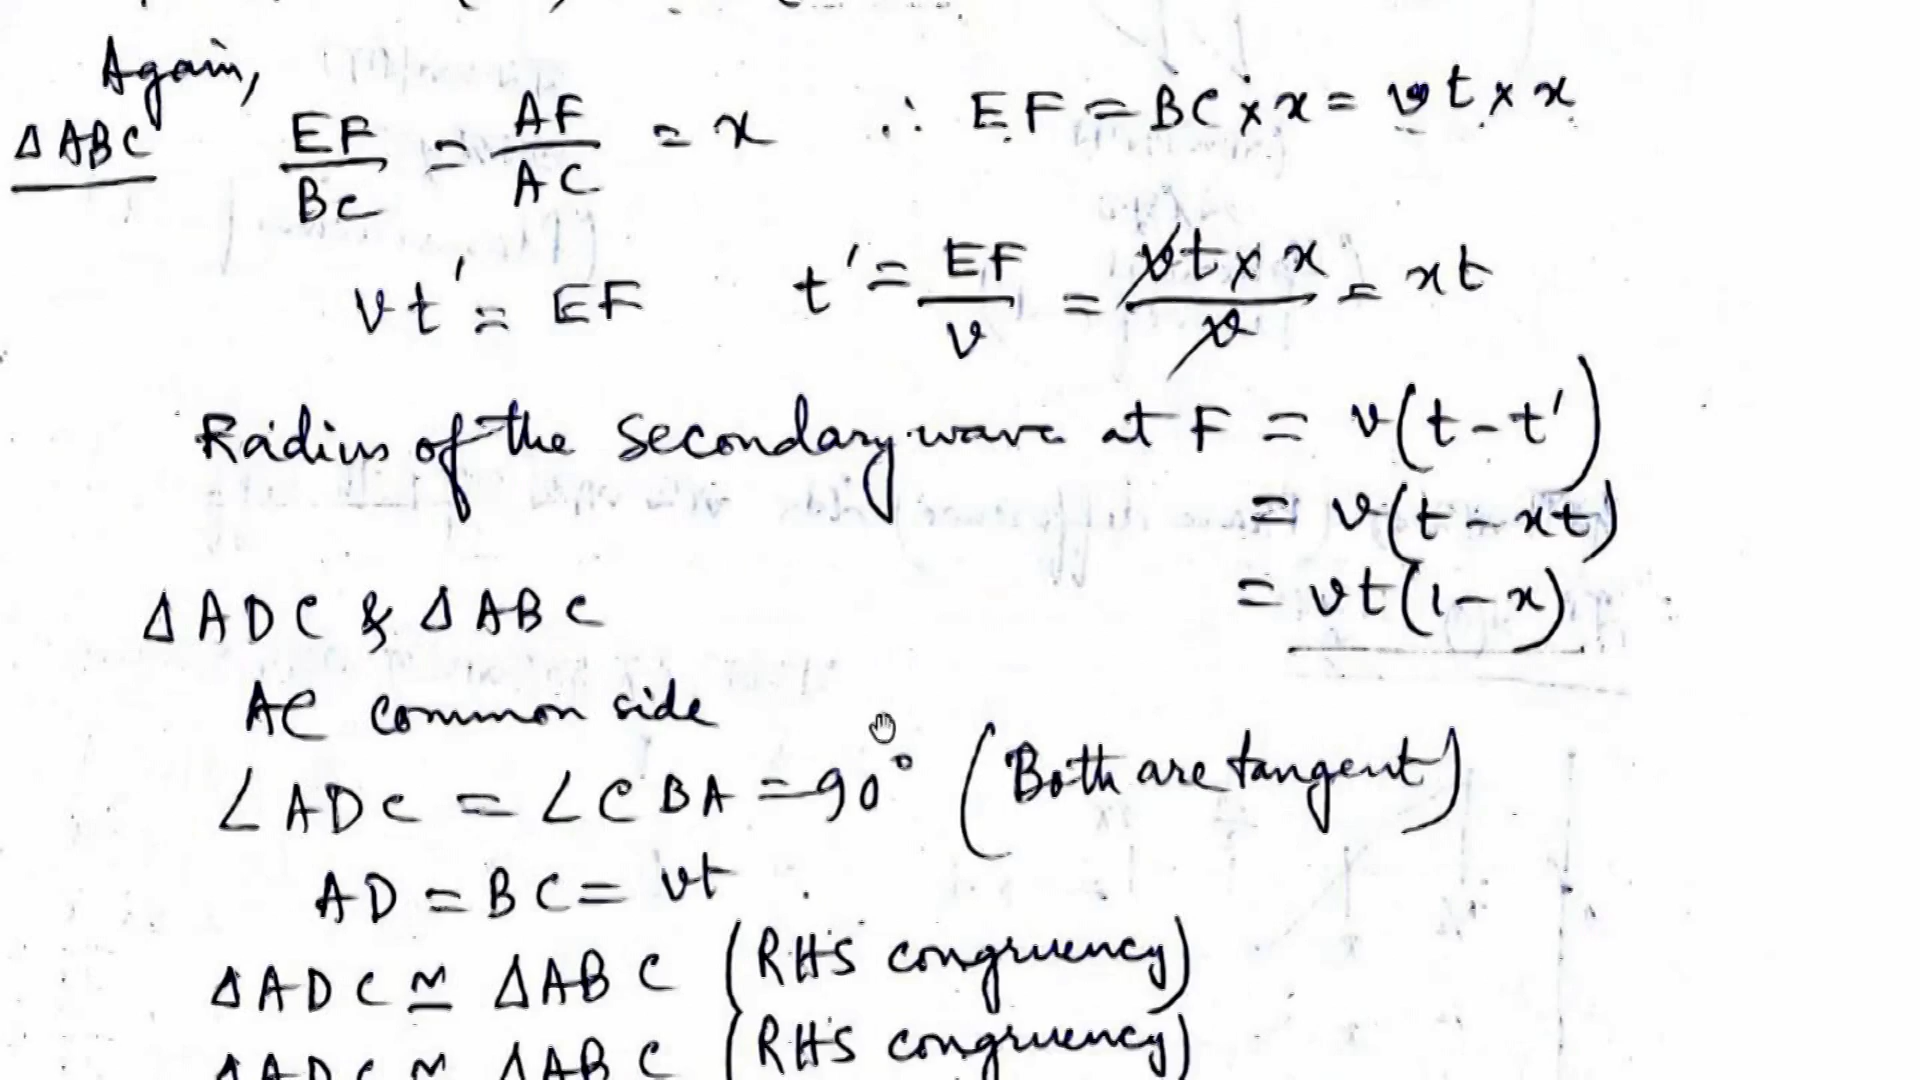 Again,
ΔABC EF/BC = AF/AC = x ∴ EF = BC × x = vt × x
vt' = EF t' = EF/v = vt × x/v = xt
Radius of the secondary wave at F = v(t-t')
= v(t-xt)
= vt(1-x)
ΔADC & ΔABC
AC common side
∠ADC = ∠CBA = 90° (Both are tangent)
AD = BC = vt
ΔADC ≅ ΔABC (RHS congruency)
ΔADC ≅ ΔABC (RHS congruency)